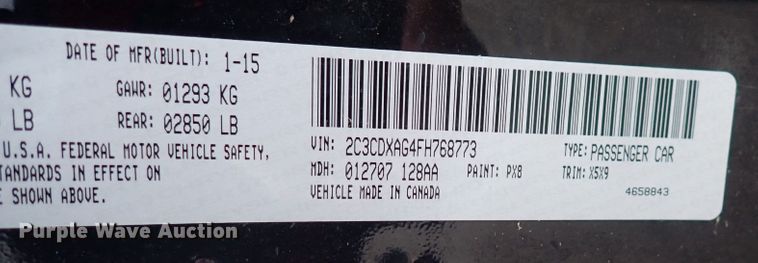 DATE OF MFR(BUILT): 1-15
KG GAWR: 01293 KG
LB REAR: 02850 LB
U.S.A. FEDERAL MOTOR VEHICLE SAFETY,
STANDARDS IN EFFECT ON
SHOWN ABOVE.
VIN: 2C3CDXAG4FH768773 TYPE: PASSENGER CAR
MDH: 012707 128AA PAINT: PX8 TRIM: X5X9
VEHICLE MADE IN CANADA 4658843
Purple Wave Auction